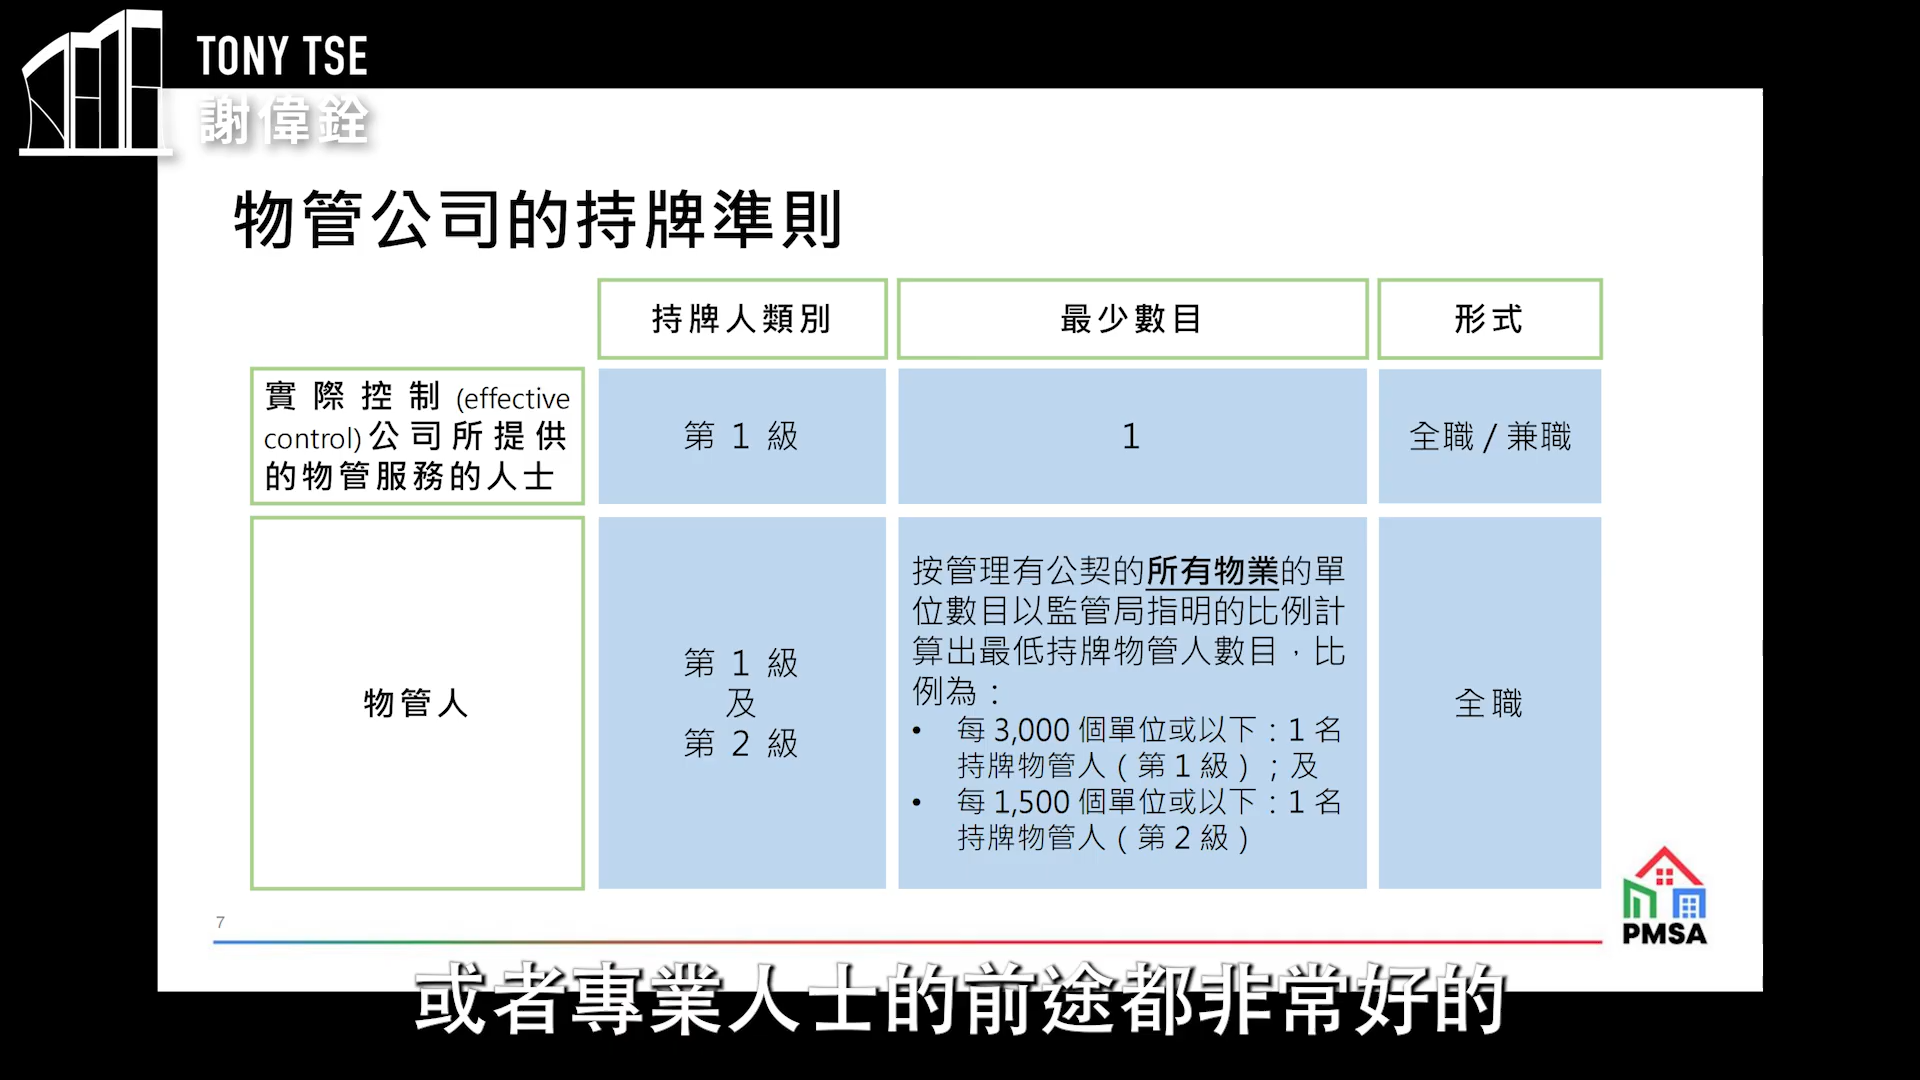 TONY TSE
謝偉銓
物管公司的持牌準則
持牌人類別
最少數目
形式
實際控制(effective
control)公司所提供
的物管服務的人士
第 1 級
1
全職 / 兼職
物管人
第 1 級
及
第 2 級
按管理有公契的所有物業的單
位數目以監管局指明的比例計
算出最低持牌物管人數目，比
例為：
• 每 3,000 個單位或以下：1 名
持牌物管人（第 1 級）；及
• 每 1,500 個單位或以下：1 名
持牌物管人（第 2 級）
全職
7
PMSA
或者專業人士的前途都非常好的